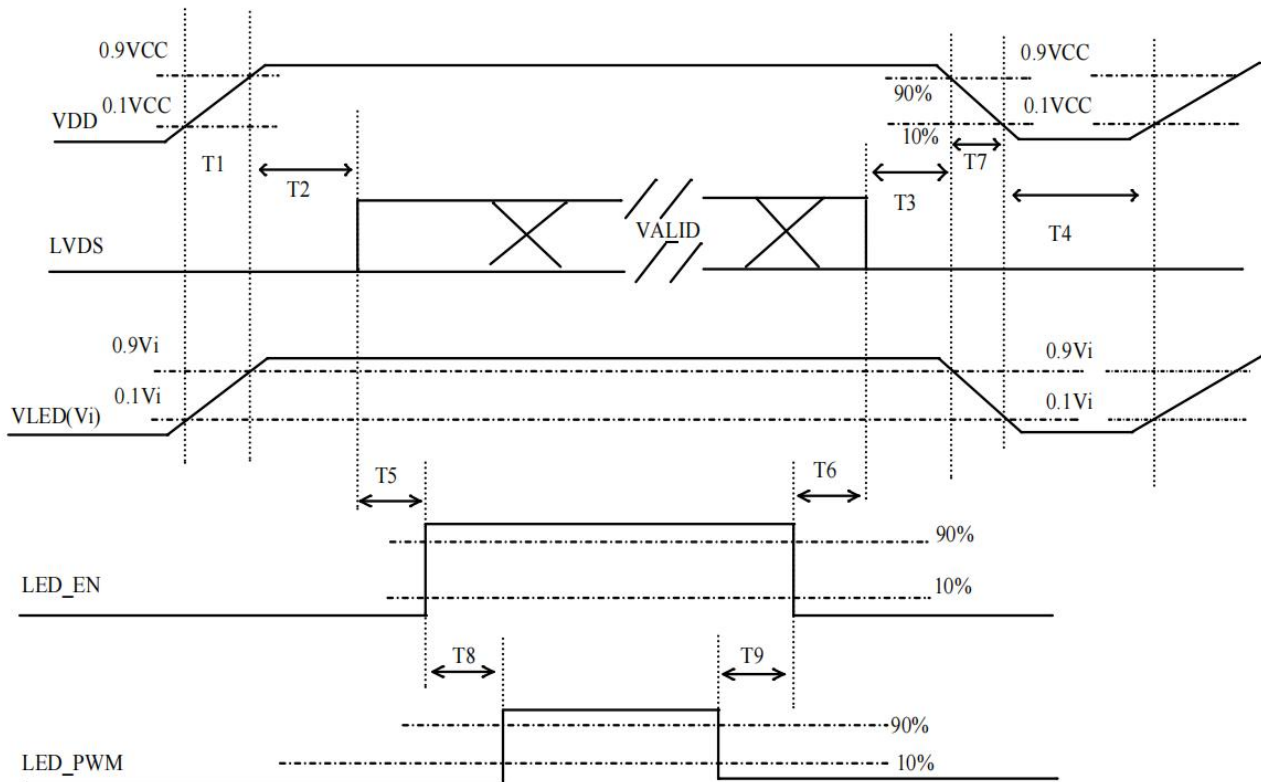 0.9VCC
0.9VCC
90%
0.1VCC
0.1VCC
VDD
10%
T1
T7
T2
T3
VALID
T4
LVDS
0.9Vi
0.9Vi
0.1Vi
0.1Vi
VLED(Vi)
T5
T6
90%
LED_EN
10%
T8
T9
90%
LED_PWM
10%